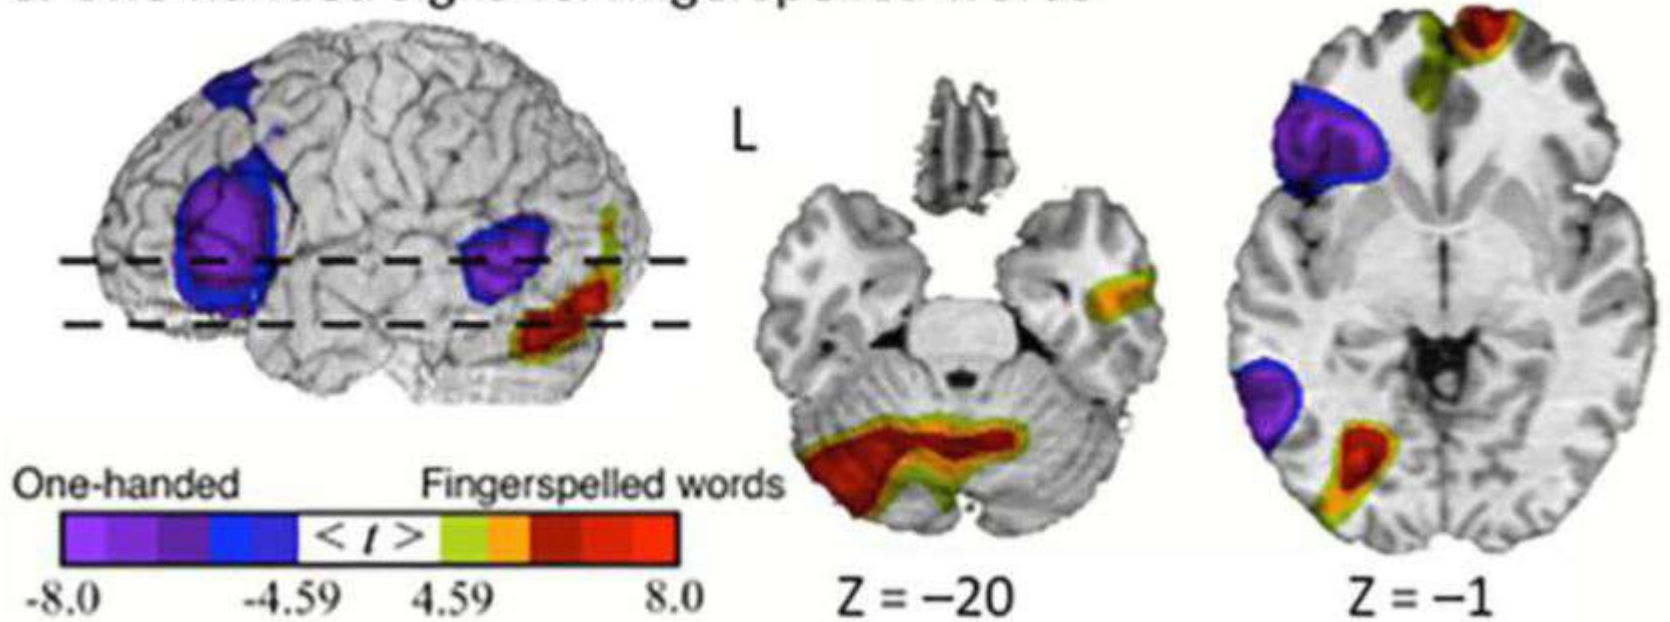 L
One-handed
Fingerspelled words
< t >
-8.0
-4.59
4.59
8.0
Z = –20
Z = –1